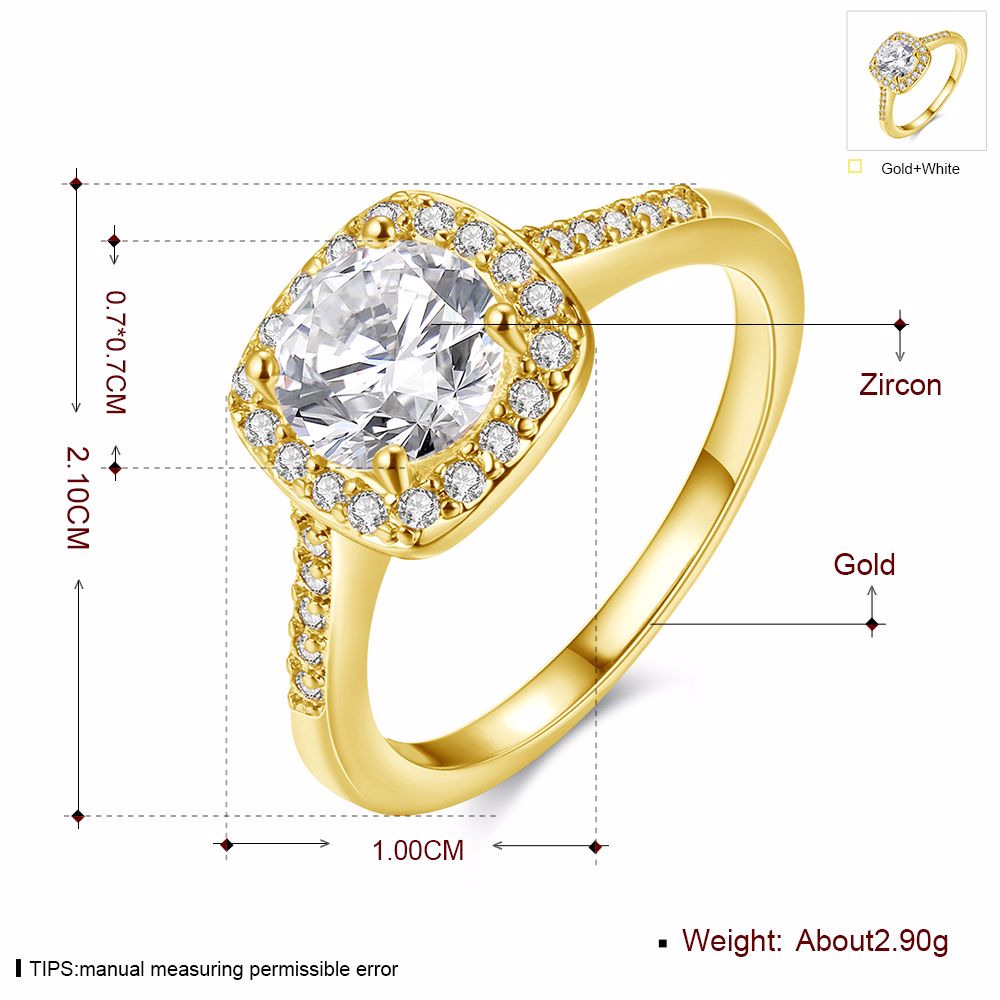 Gold+White
0.7*0.7CM
Zircon
2.10CM
Gold
1.00CM
Weight: About2.90g
TIPS:manual measuring permissible error